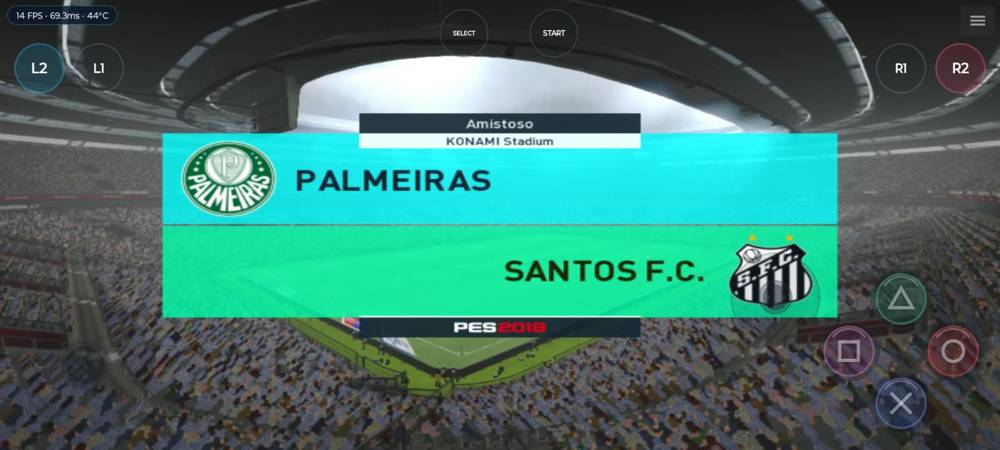 14 FPS · 69.3ms · 44°C
SELECT
START
L2
L1
R1
R2
Amistoso
KONAMI Stadium
P
PALMEIRAS
PALMEIRAS
SANTOS F.C.
S.F.C.
PES2018